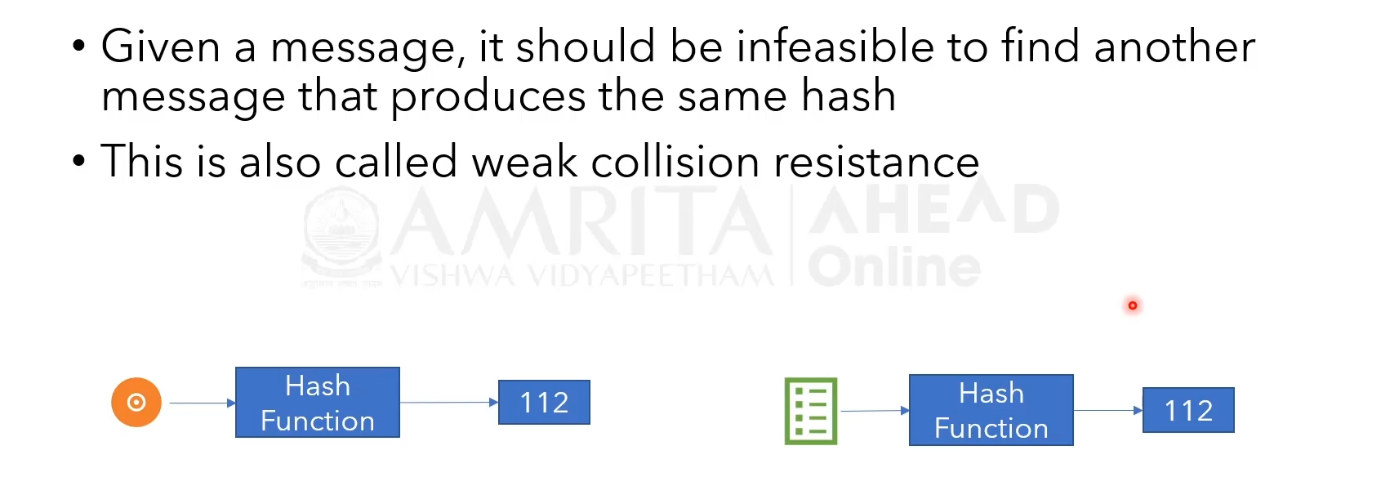 • Given a message, it should be infeasible to find another
message that produces the same hash
• This is also called weak collision resistance
AMRITA
VISHWA VIDYAPEETHAM
AHEAD
Online
Hash
Function
112
Hash
Function
112